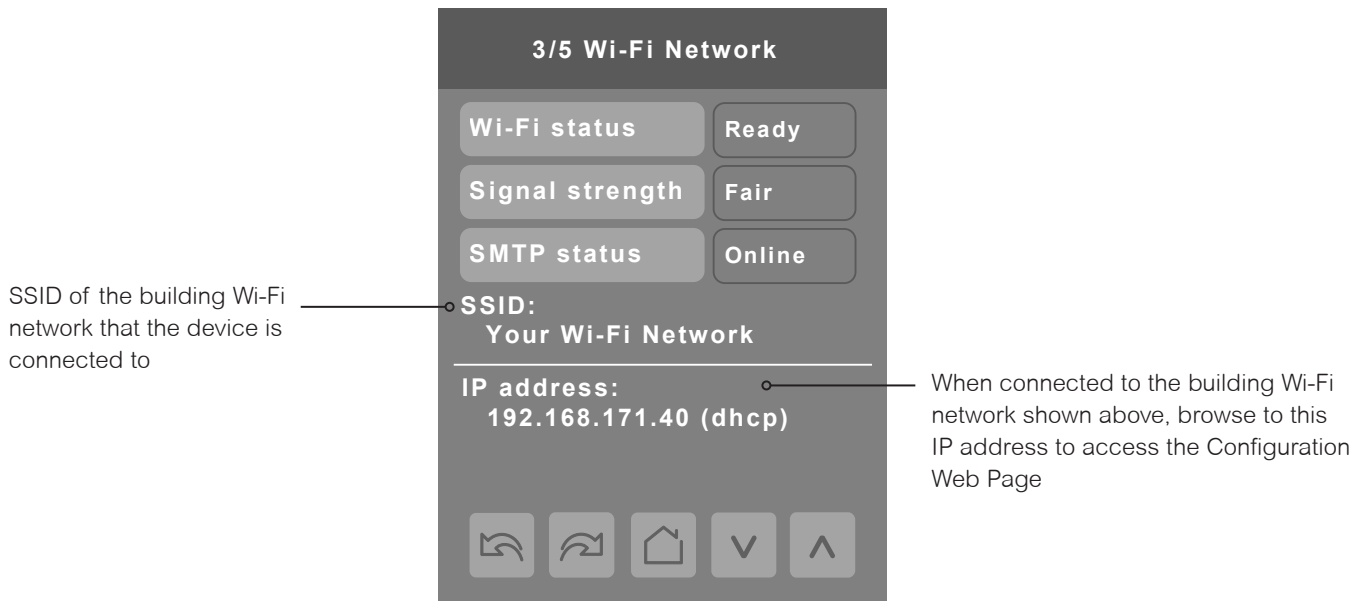 3/5 Wi-Fi Network
Wi-Fi status
Ready
Signal strength
Fair
SMTP status
Online
SSID:
Your Wi-Fi Network
IP address:
192.168.171.40 (dhcp)
SSID of the building Wi-Fi
network that the device is
connected to
When connected to the building Wi-Fi
network shown above, browse to this
IP address to access the Configuration
Web Page